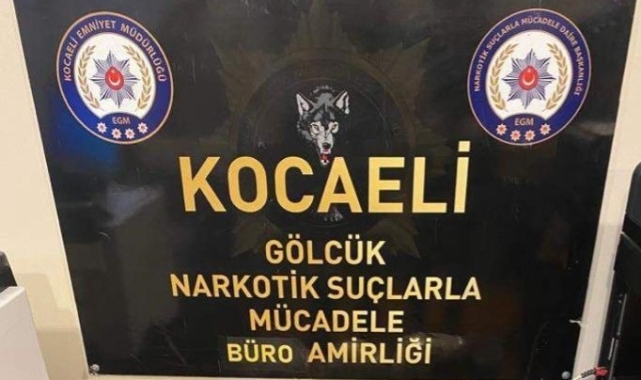 KOCAELİ EMNİYET MÜDÜRLÜĞÜ
EGM
NARKOTİK SUÇLARLA MÜCADELE DAİRE BAŞKANLIĞI
EGM
KOCAELİ
GÖLCÜK
NARKOTİK SUÇLARLA
MÜCADELE
BÜRO AMİRLİĞİ